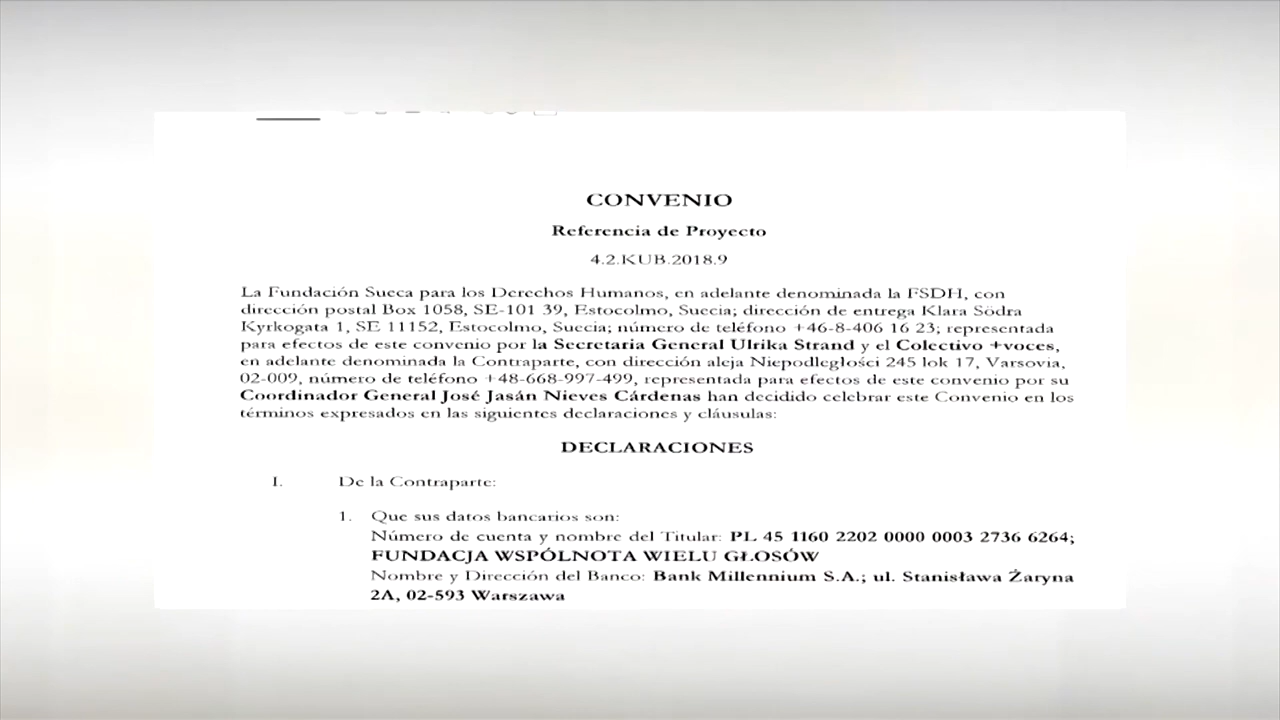 CONVENIO
Referencia de Proyecto
4.2.KUB.2018.9
La Fundación Sueca para los Derechos Humanos, en adelante denominada la FSDH, con
dirección postal Box 1058, SE-101 39, Estocolmo, Suecia; dirección de entrega Klara Södra
Kyrkogata 1, SE 11152, Estocolmo, Suecia; número de teléfono +46-8-406 16 23; representada
para efectos de este convenio por la Secretaria General Ulrika Strand y el Colectivo +voces,
en adelante denominada la Contraparte, con dirección aleja Niepodległości 245 lok 17, Varsovia,
02-009, número de teléfono +48-668-997-499, representada para efectos de este convenio por su
Coordinador General José Jasán Nieves Cárdenas han decidido celebrar este Convenio en los
términos expresados en las siguientes declaraciones y cláusulas:
DECLARACIONES
I. De la Contraparte:
1. Que sus datos bancarios son:
Número de cuenta y nombre del Titular: PL 45 1160 2202 0000 0003 2736 6264;
FUNDACJA WSPÓLNOTA WIELU GŁOSÓW
Nombre y Dirección del Banco: Bank Millennium S.A.; ul. Stanisława Żaryna
2A, 02-593 Warszawa